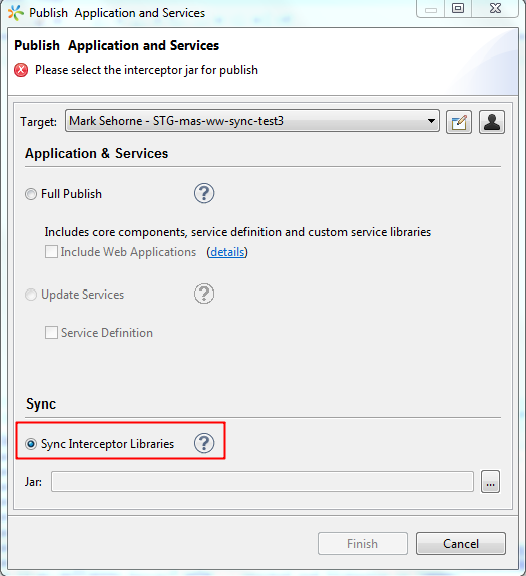 Publish Application and Services
Publish Application and Services
Please select the interceptor jar for publish
Target: Mark Sehorne - STG-mas-ww-sync-test3
Application & Services
Full Publish ?
Includes core components, service definition and custom service libraries
Include Web Applications (details)
Update Services ?
Service Definition
Sync
Sync Interceptor Libraries ?
Jar: ...
Finish Cancel